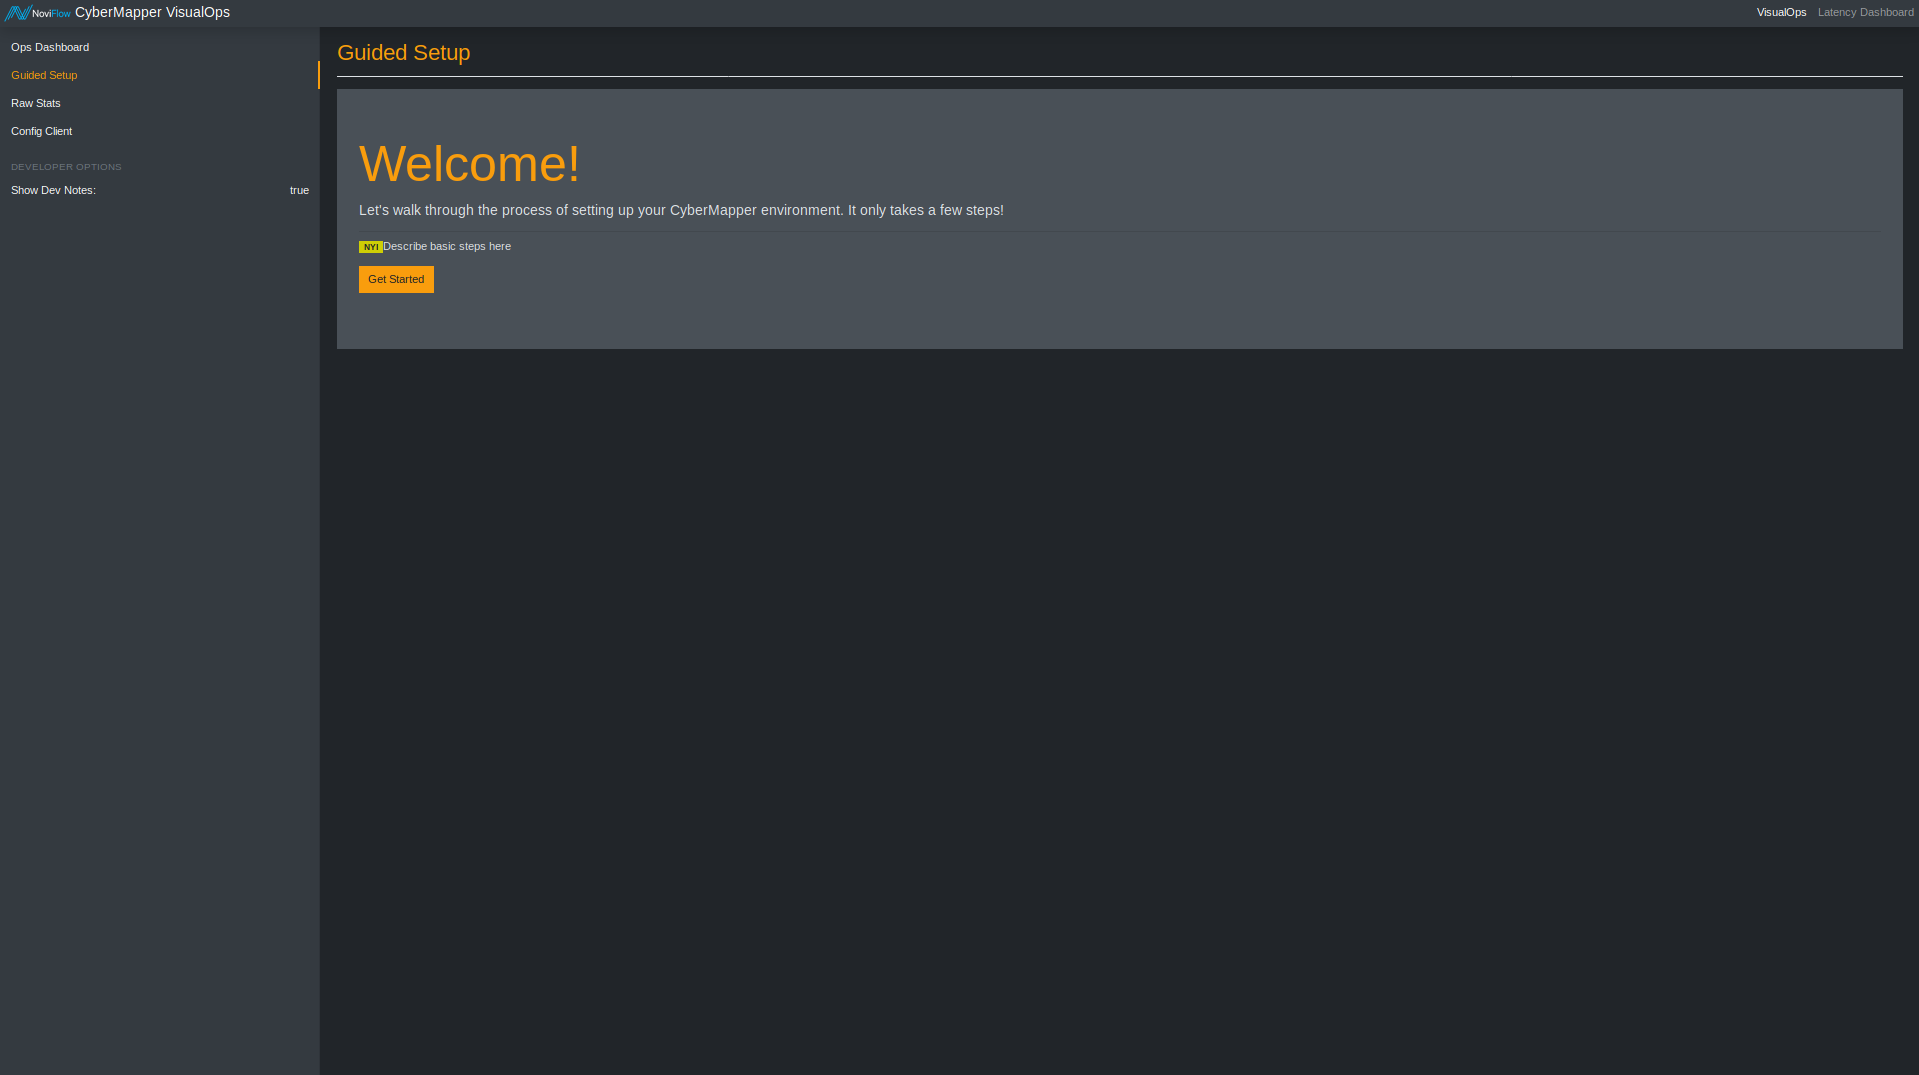 NoviFlow CyberMapper VisualOps
VisualOps Latency Dashboard
Ops Dashboard
Guided Setup
Raw Stats
Config Client
DEVELOPER OPTIONS
Show Dev Notes: true
Guided Setup
Welcome!
Let's walk through the process of setting up your CyberMapper environment. It only takes a few steps!
NYI Describe basic steps here
Get Started